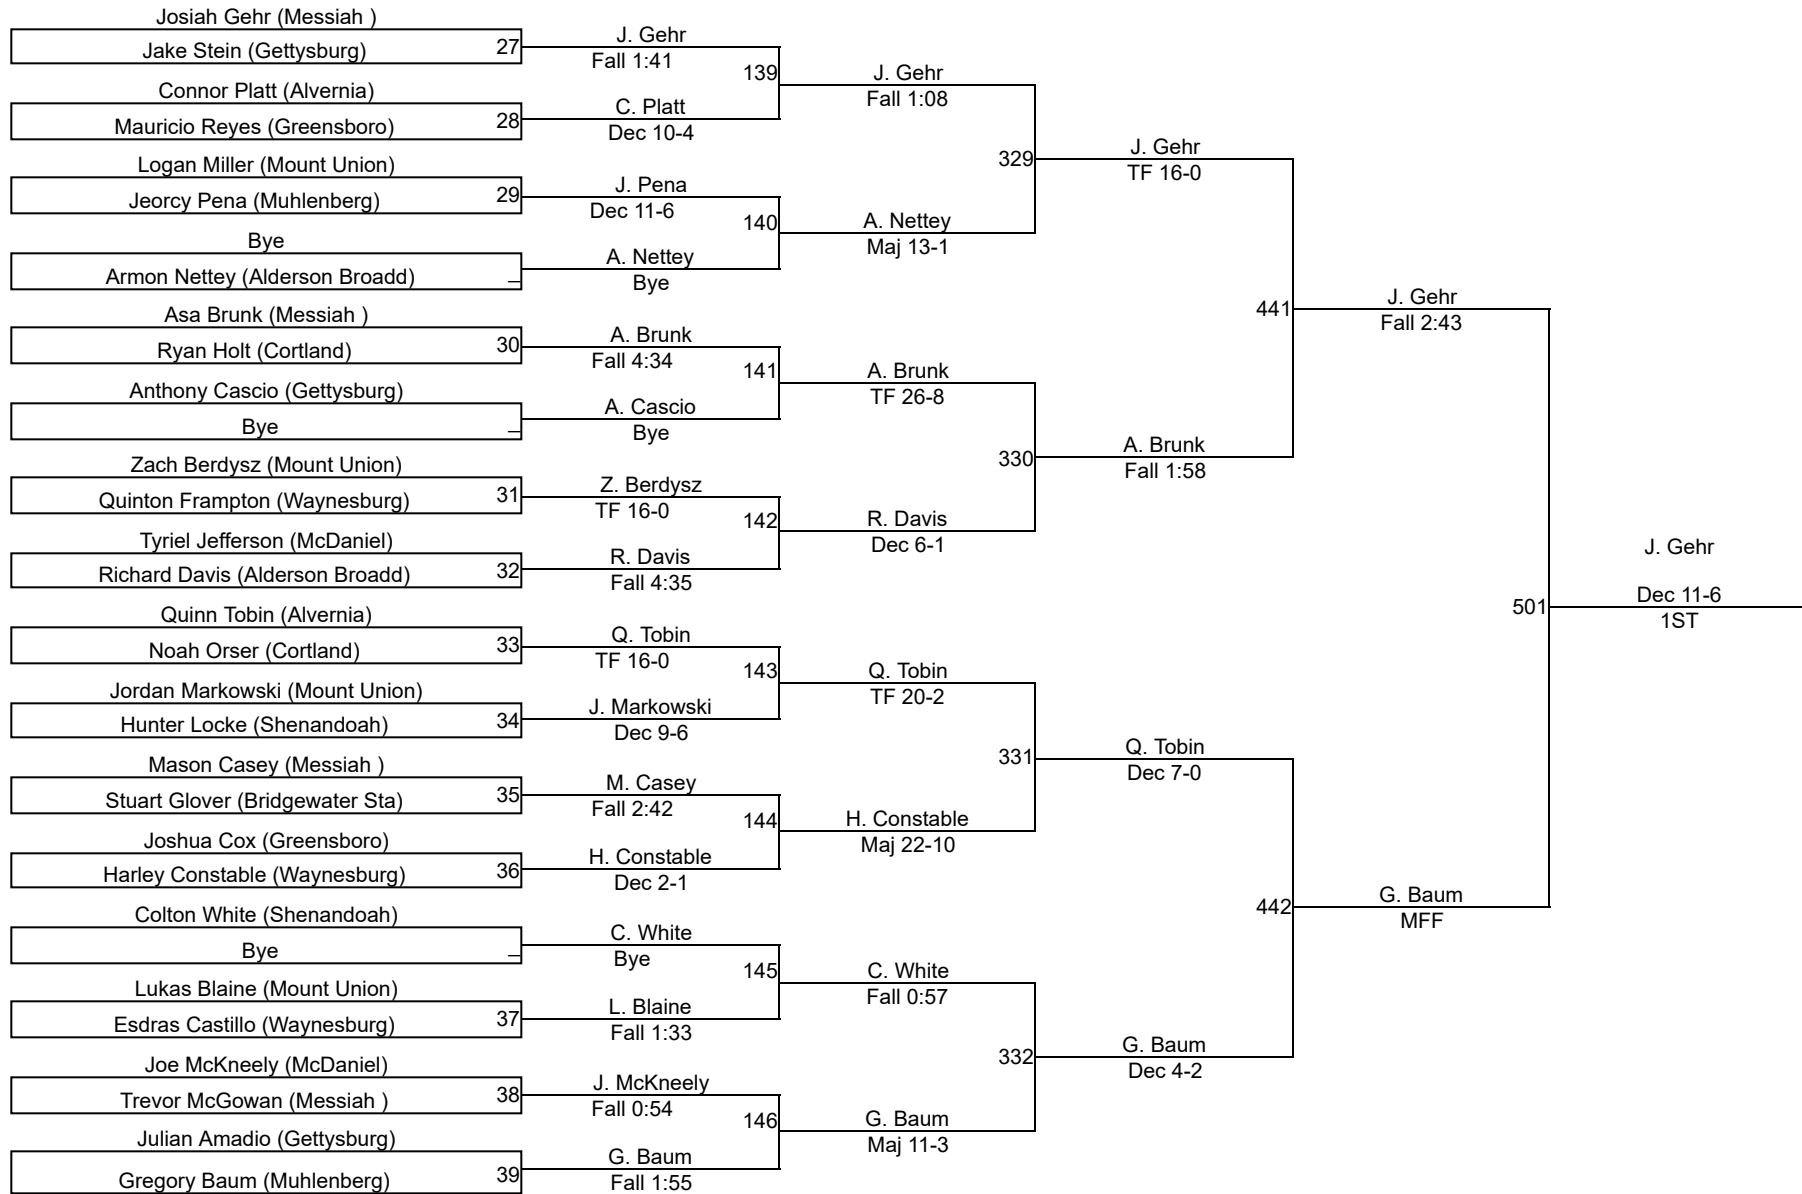 Josiah Gehr (Messiah )
Jake Stein (Gettysburg)
27
Connor Platt (Alvernia)
Mauricio Reyes (Greensboro)
28
Logan Miller (Mount Union)
Jeorcy Pena (Muhlenberg)
29
Bye
Armon Nettey (Alderson Broadd)
_
Asa Brunk (Messiah )
Ryan Holt (Cortland)
30
Anthony Cascio (Gettysburg)
Bye
_
Zach Berdysz (Mount Union)
Quinton Frampton (Waynesburg)
31
Tyriel Jefferson (McDaniel)
Richard Davis (Alderson Broadd)
32
Quinn Tobin (Alvernia)
Noah Orser (Cortland)
33
Jordan Markowski (Mount Union)
Hunter Locke (Shenandoah)
34
Mason Casey (Messiah )
Stuart Glover (Bridgewater Sta)
35
Joshua Cox (Greensboro)
Harley Constable (Waynesburg)
36
Colton White (Shenandoah)
Bye
_
Lukas Blaine (Mount Union)
Esdras Castillo (Waynesburg)
37
Joe McKneely (McDaniel)
Trevor McGowan (Messiah )
38
Julian Amadio (Gettysburg)
Gregory Baum (Muhlenberg)
39
J. Gehr
Fall 1:41
139
C. Platt
Dec 10-4
J. Pena
Dec 11-6
140
A. Nettey
Bye
A. Brunk
Fall 4:34
141
A. Cascio
Bye
Z. Berdysz
TF 16-0
142
R. Davis
Fall 4:35
Q. Tobin
TF 16-0
143
J. Markowski
Dec 9-6
M. Casey
Fall 2:42
144
H. Constable
Dec 2-1
C. White
Bye
145
L. Blaine
Fall 1:33
J. McKneely
Fall 0:54
146
G. Baum
Fall 1:55
J. Gehr
Fall 1:08
329
A. Nettey
Maj 13-1
A. Brunk
TF 26-8
330
R. Davis
Dec 6-1
Q. Tobin
TF 20-2
331
H. Constable
Maj 22-10
C. White
Fall 0:57
332
G. Baum
Maj 11-3
J. Gehr
TF 16-0
441
A. Brunk
Fall 1:58
Q. Tobin
Dec 7-0
442
G. Baum
Dec 4-2
J. Gehr
Fall 2:43
501
G. Baum
MFF
J. Gehr
Dec 11-6
1ST